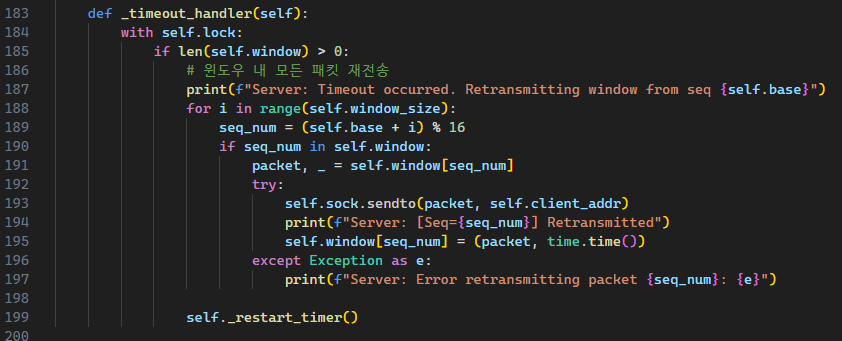 183 def _timeout_handler(self):
184 with self.lock:
185 if len(self.window) > 0:
186 # 윈도우 내 모든 패킷 재전송
187 print(f"Server: Timeout occurred. Retransmitting window from seq {self.base}")
188 for i in range(self.window_size):
189 seq_num = (self.base + i) % 16
190 if seq_num in self.window:
191 packet, _ = self.window[seq_num]
192 try:
193 self.sock.sendto(packet, self.client_addr)
194 print(f"Server: [Seq={seq_num}] Retransmitted")
195 self.window[seq_num] = (packet, time.time())
196 except Exception as e:
197 print(f"Server: Error retransmitting packet {seq_num}: {e}")
198
199 self._restart_timer()
200